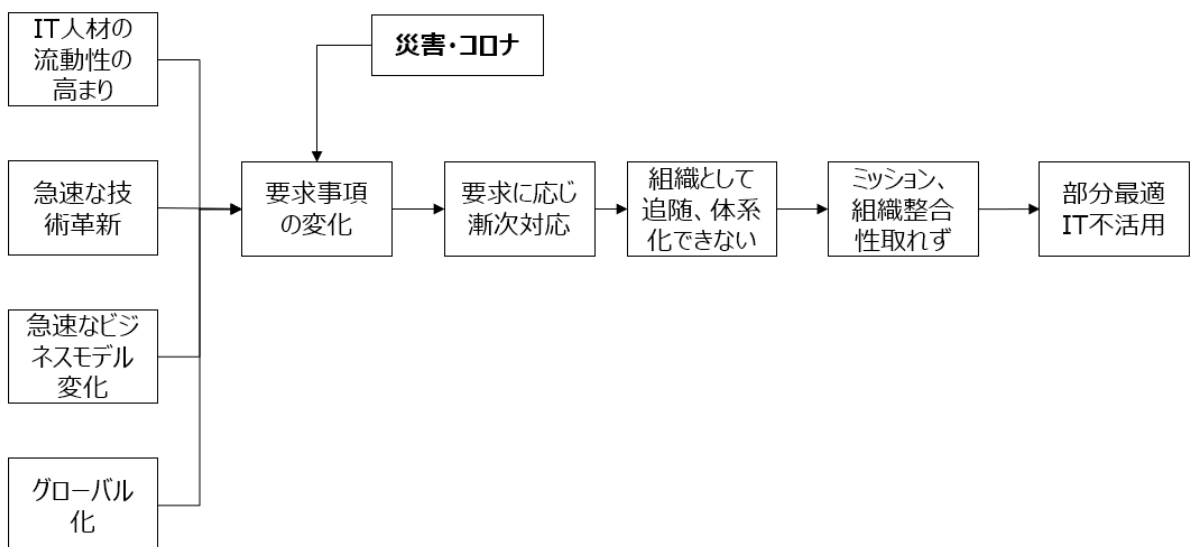 IT人材の
流動性の
高まり
災害・コロナ
急速な技
術革新
要求事項
の変化
要求に応じ
漸次対応
組織として
追随、体系
化できない
ミッション、
組織整合
性取れず
部分最適
IT不活用
急速なビジ
ネスモデル
変化
グローバル
化